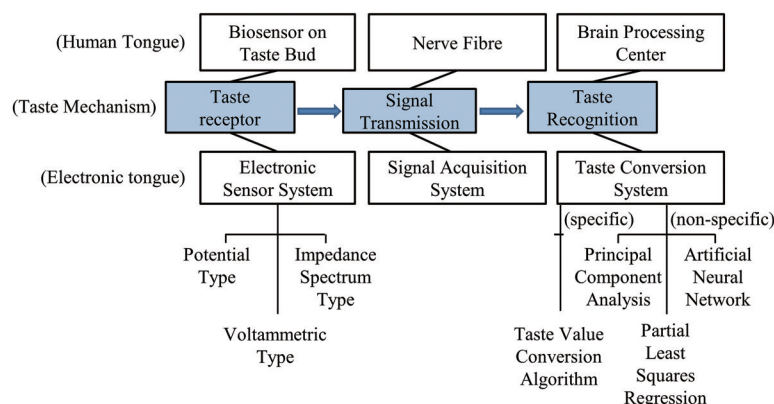 (Human Tongue)
Biosensor on
Taste Bud
Nerve Fibre
Brain Processing
Center
(Taste Mechanism)
Taste
receptor
Signal
Transmission
Taste
Recognition
(Electronic tongue)
Electronic
Sensor System
Signal Acquisition
System
Taste Conversion
System
(specific)
(non-specific)
Potential
Type
Impedance
Spectrum
Type
Voltammetric
Type
Principal
Component
Analysis
Artificial
Neural
Network
Taste Value
Conversion
Algorithm
Partial
Least
Squares
Regression